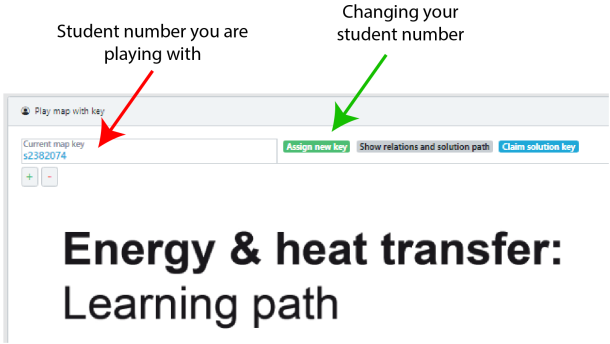 Changing your
student number
Student number you are
playing with
Play map with key
Current map key
s2382074
Assign new key
Show relations and solution path
Claim solution key
+
-
Energy & heat transfer:
Learning path